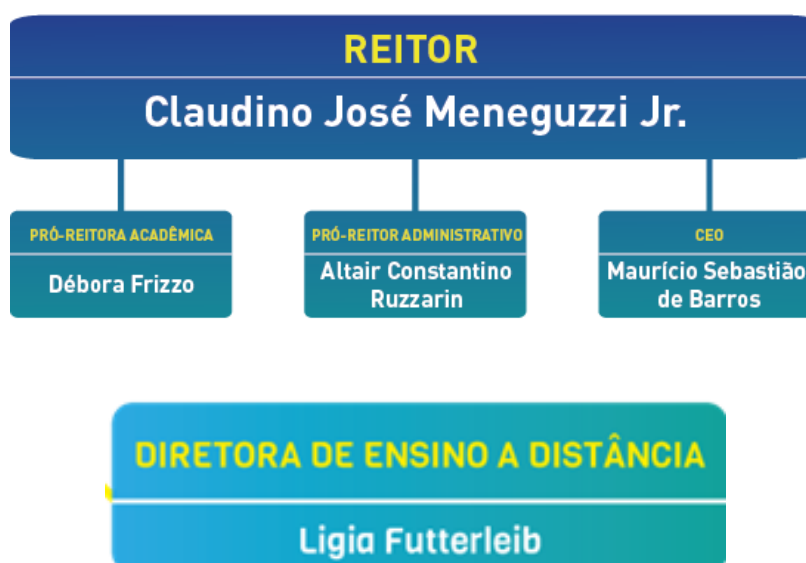 REITOR
Claudino José Meneguzzi Jr.
PRÓ-REITORA ACADÊMICA
Débora Frizzo
PRÓ-REITOR ADMINISTRATIVO
Altair Constantino
Ruzzarin
CEO
Maurício Sebastião
de Barros
DIRETORA DE ENSINO A DISTÂNCIA
Ligia Futterleib